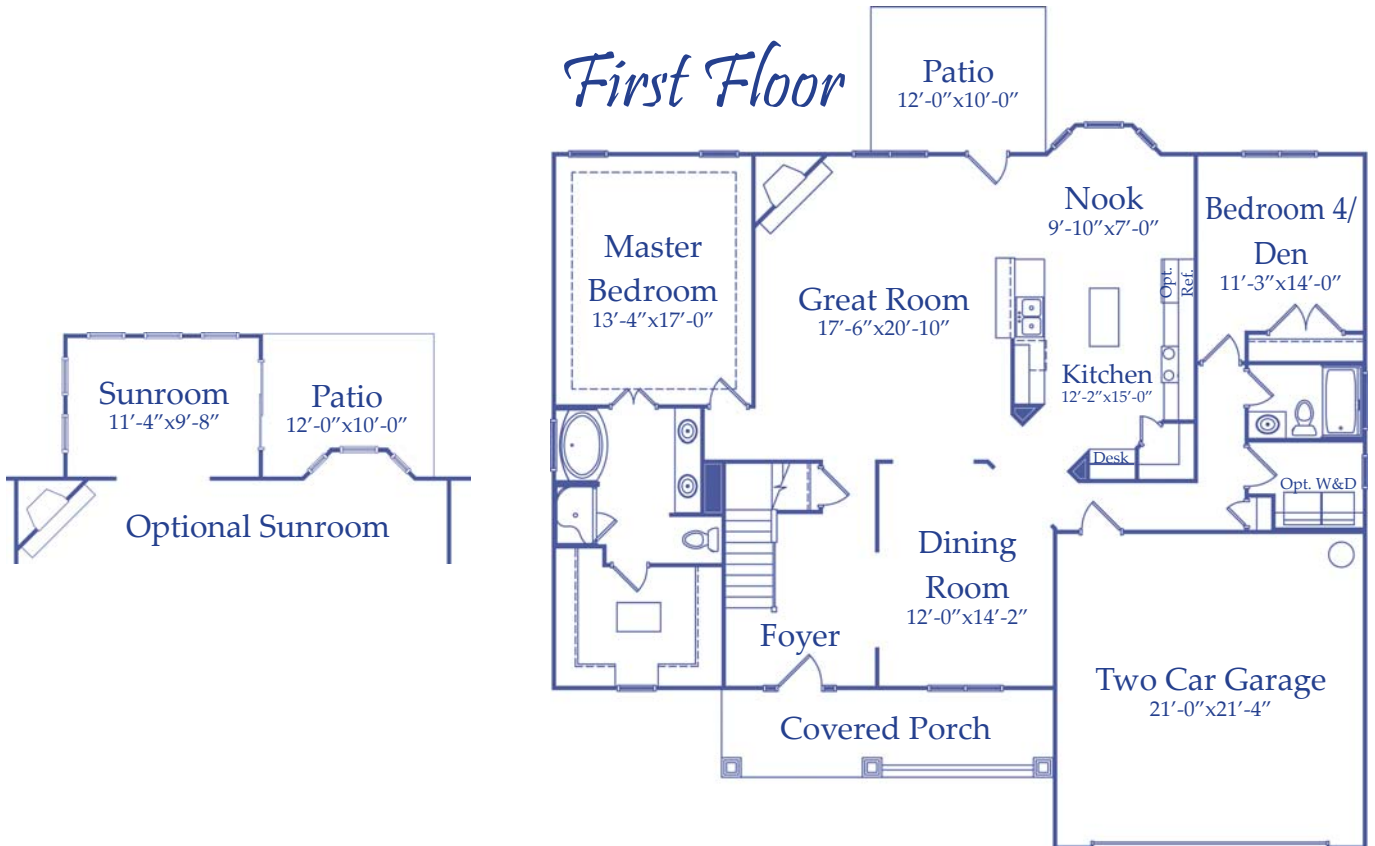 First Floor
Patio
12'-0"x10'-0"
Nook
9'-10"x7'-0"
Bedroom 4/
Den
11'-3"x14'-0"
Master
Bedroom
13'-4"x17'-0"
Great Room
17'-6"x20'-10"
Opt.
Ref.
Kitchen
12'-2"x15'-0"
Sunroom
11'-4"x9'-8"
Patio
12'-0"x10'-0"
Optional Sunroom
Desk
Opt. W&D
Dining
Room
12'-0"x14'-2"
Foyer
Two Car Garage
21'-0"x21'-4"
Covered Porch